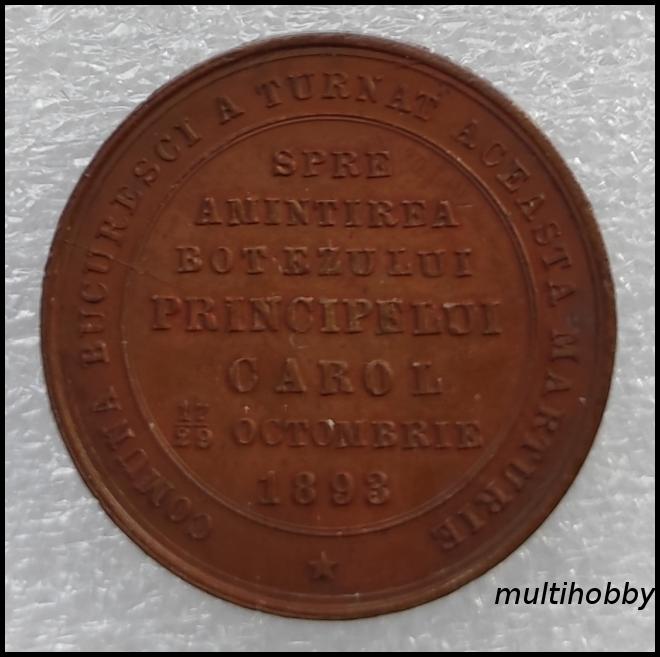 COMUNA BUCURESCI A TURNAT ACEASTA MARTURIE
SPRE
AMINTIREA
BOTEZULUI
PRINCIPELUI
CAROL
17/29 OCTOMBRIE
1893
multihobby